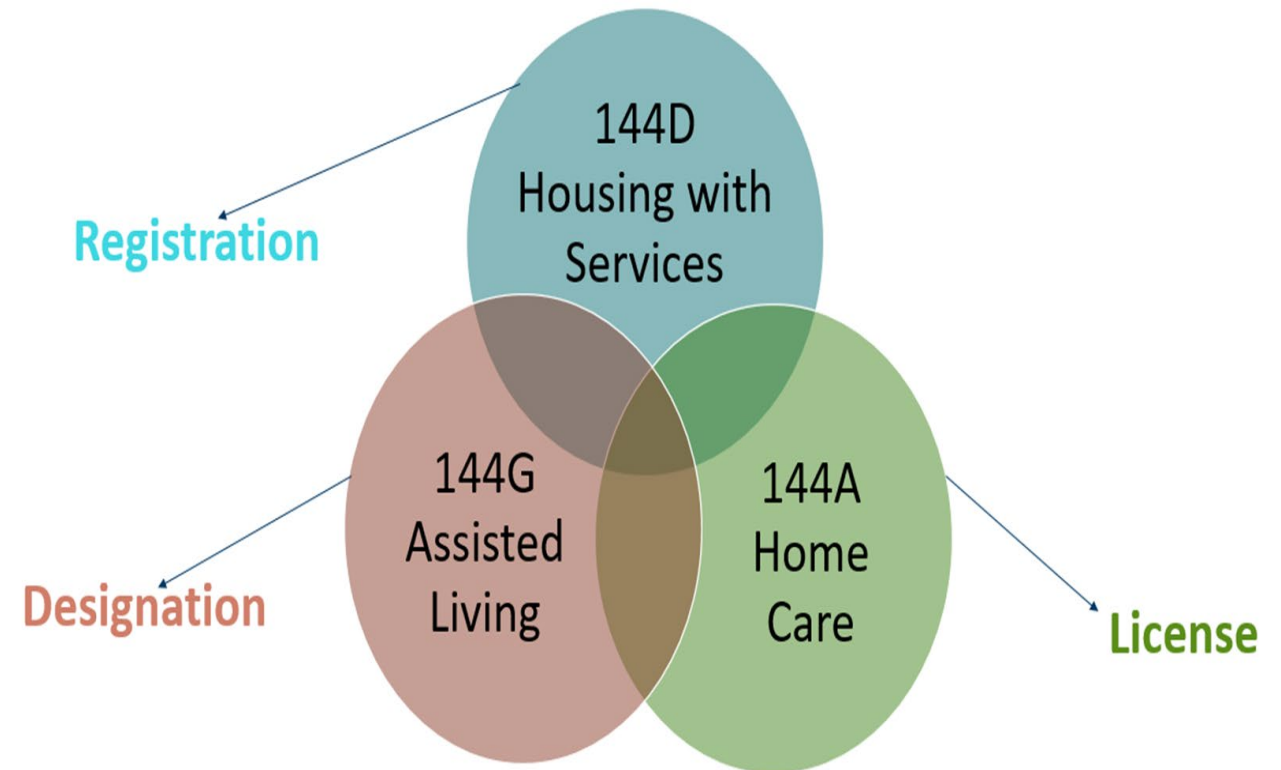 144D
Housing with
Services
Registration
144G
Assisted
Living
144A
Home
Care
Designation
License